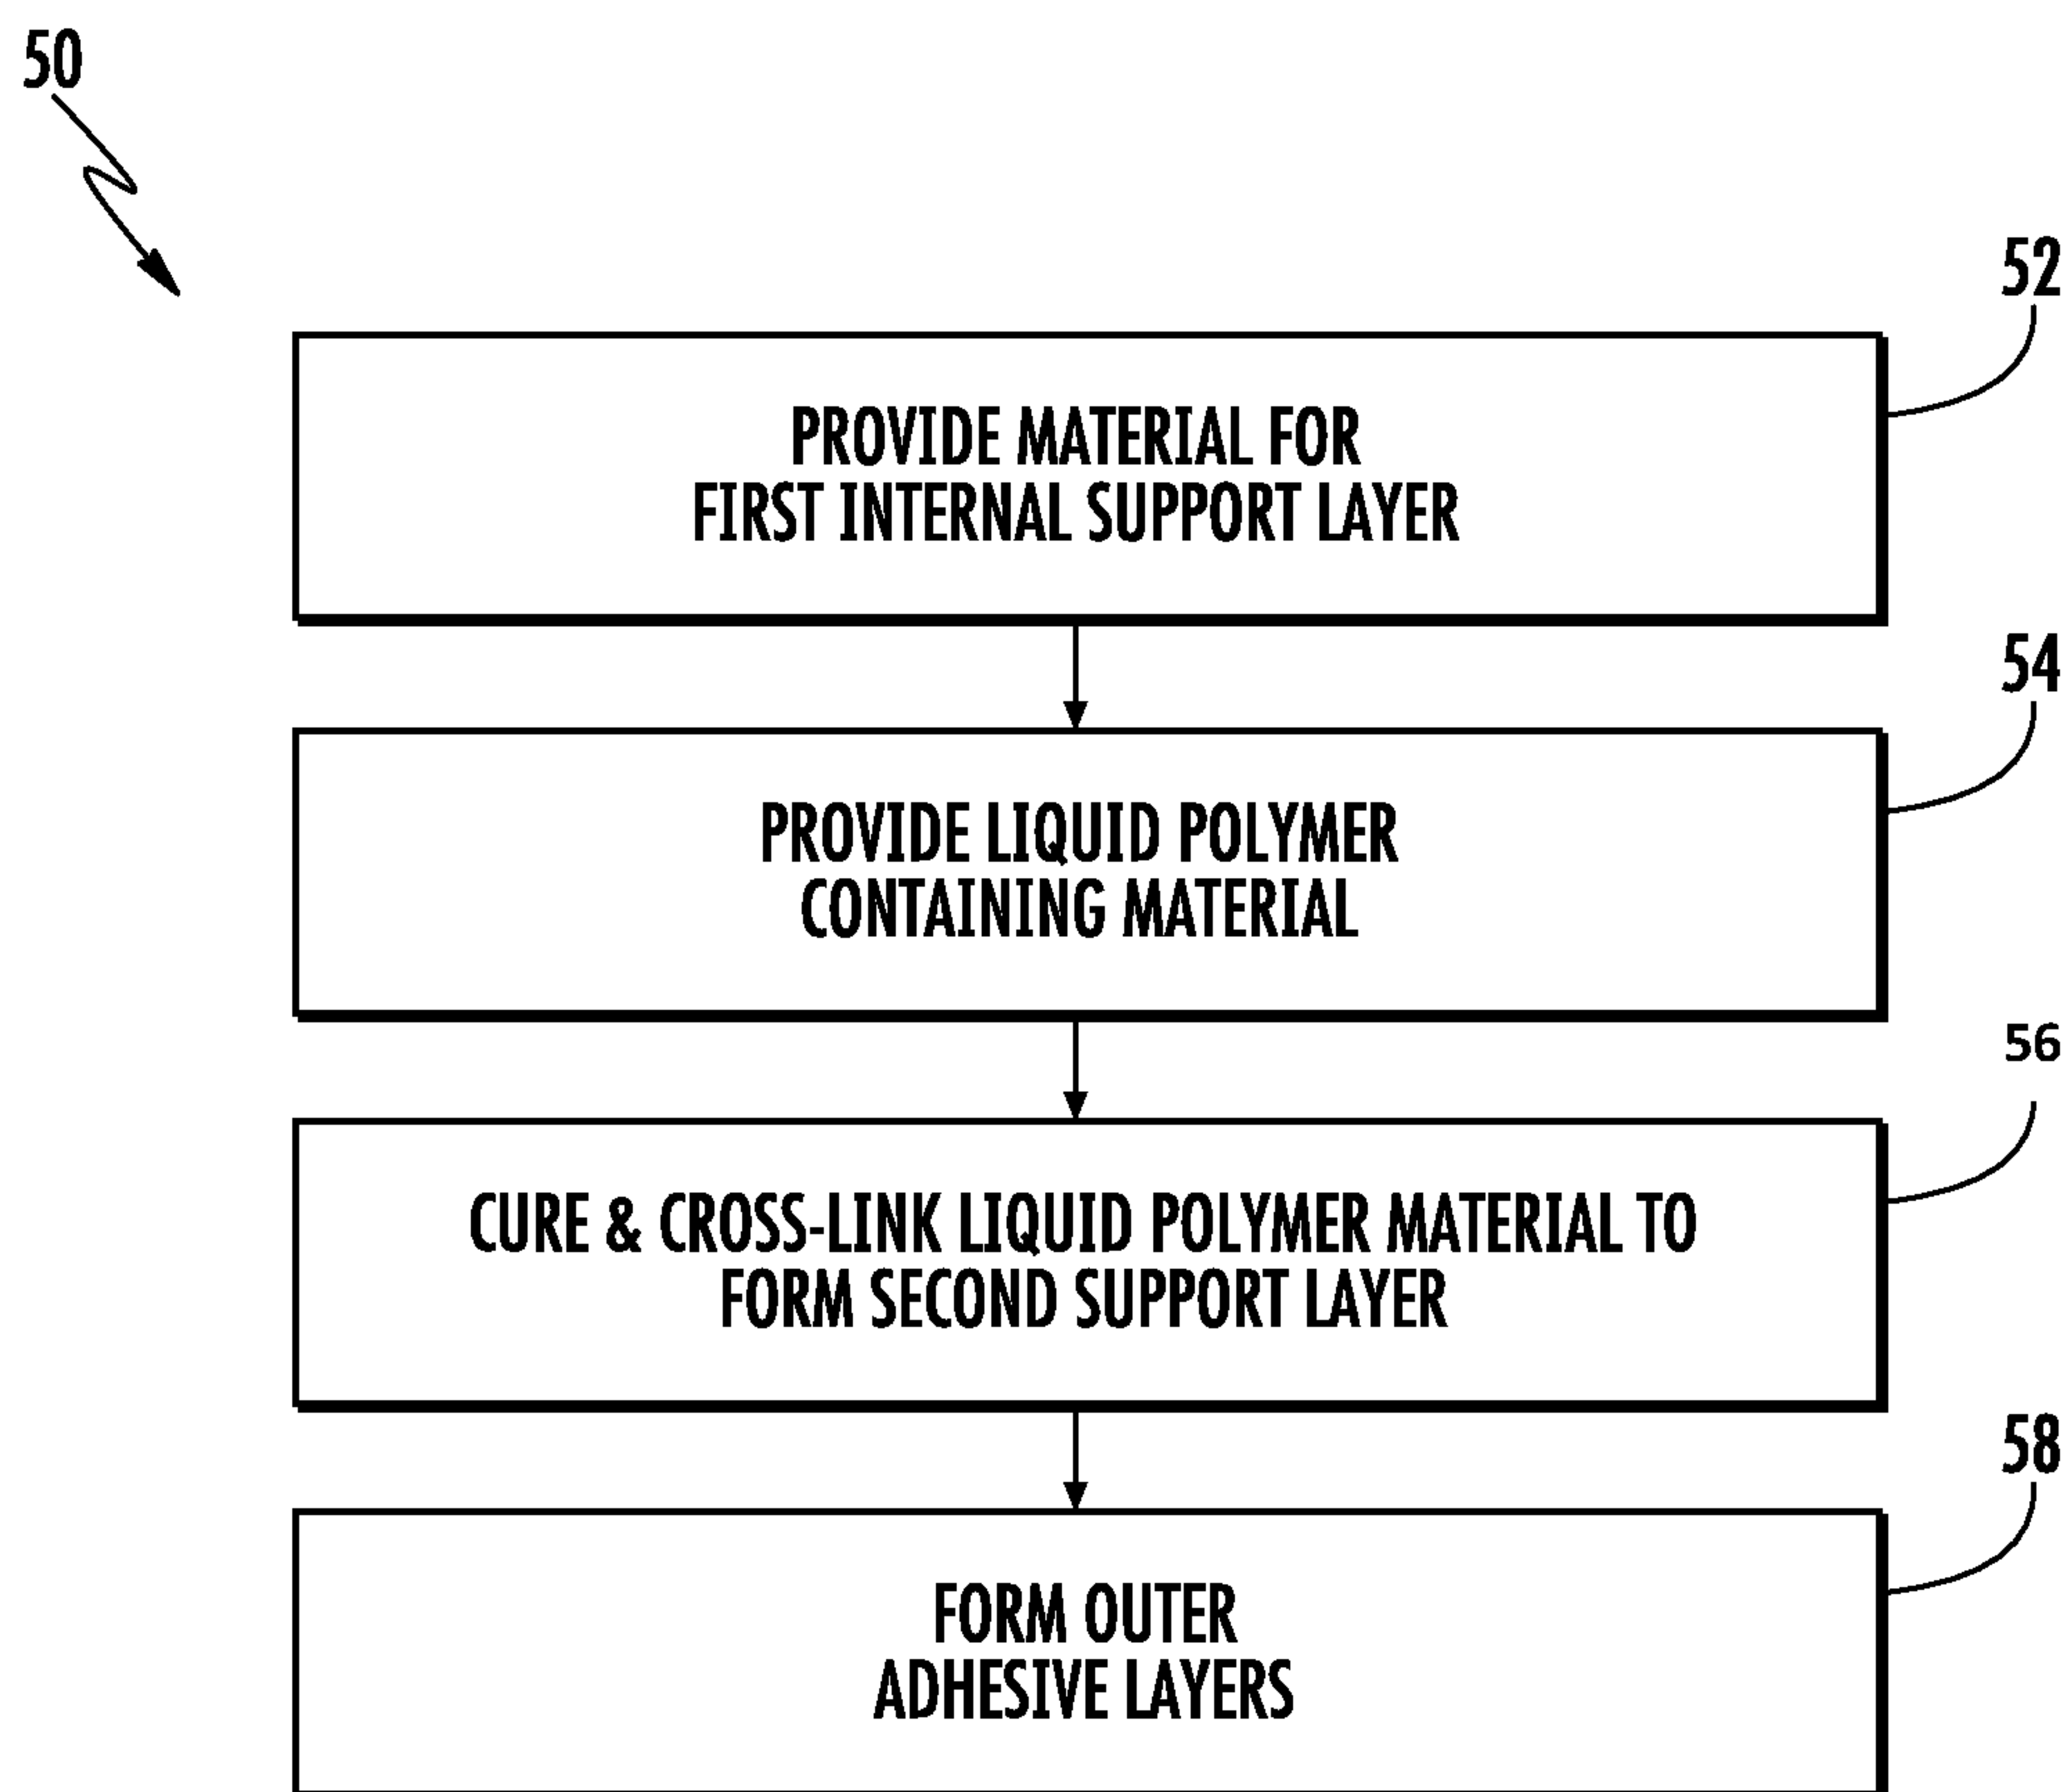 50
52
PROVIDE MATERIAL FOR
FIRST INTERNAL SUPPORT LAYER
54
PROVIDE LIQUID POLYMER
CONTAINING MATERIAL
56
CURE & CROSS-LINK LIQUID POLYMER MATERIAL TO
FORM SECOND SUPPORT LAYER
58
FORM OUTER
ADHESIVE LAYERS